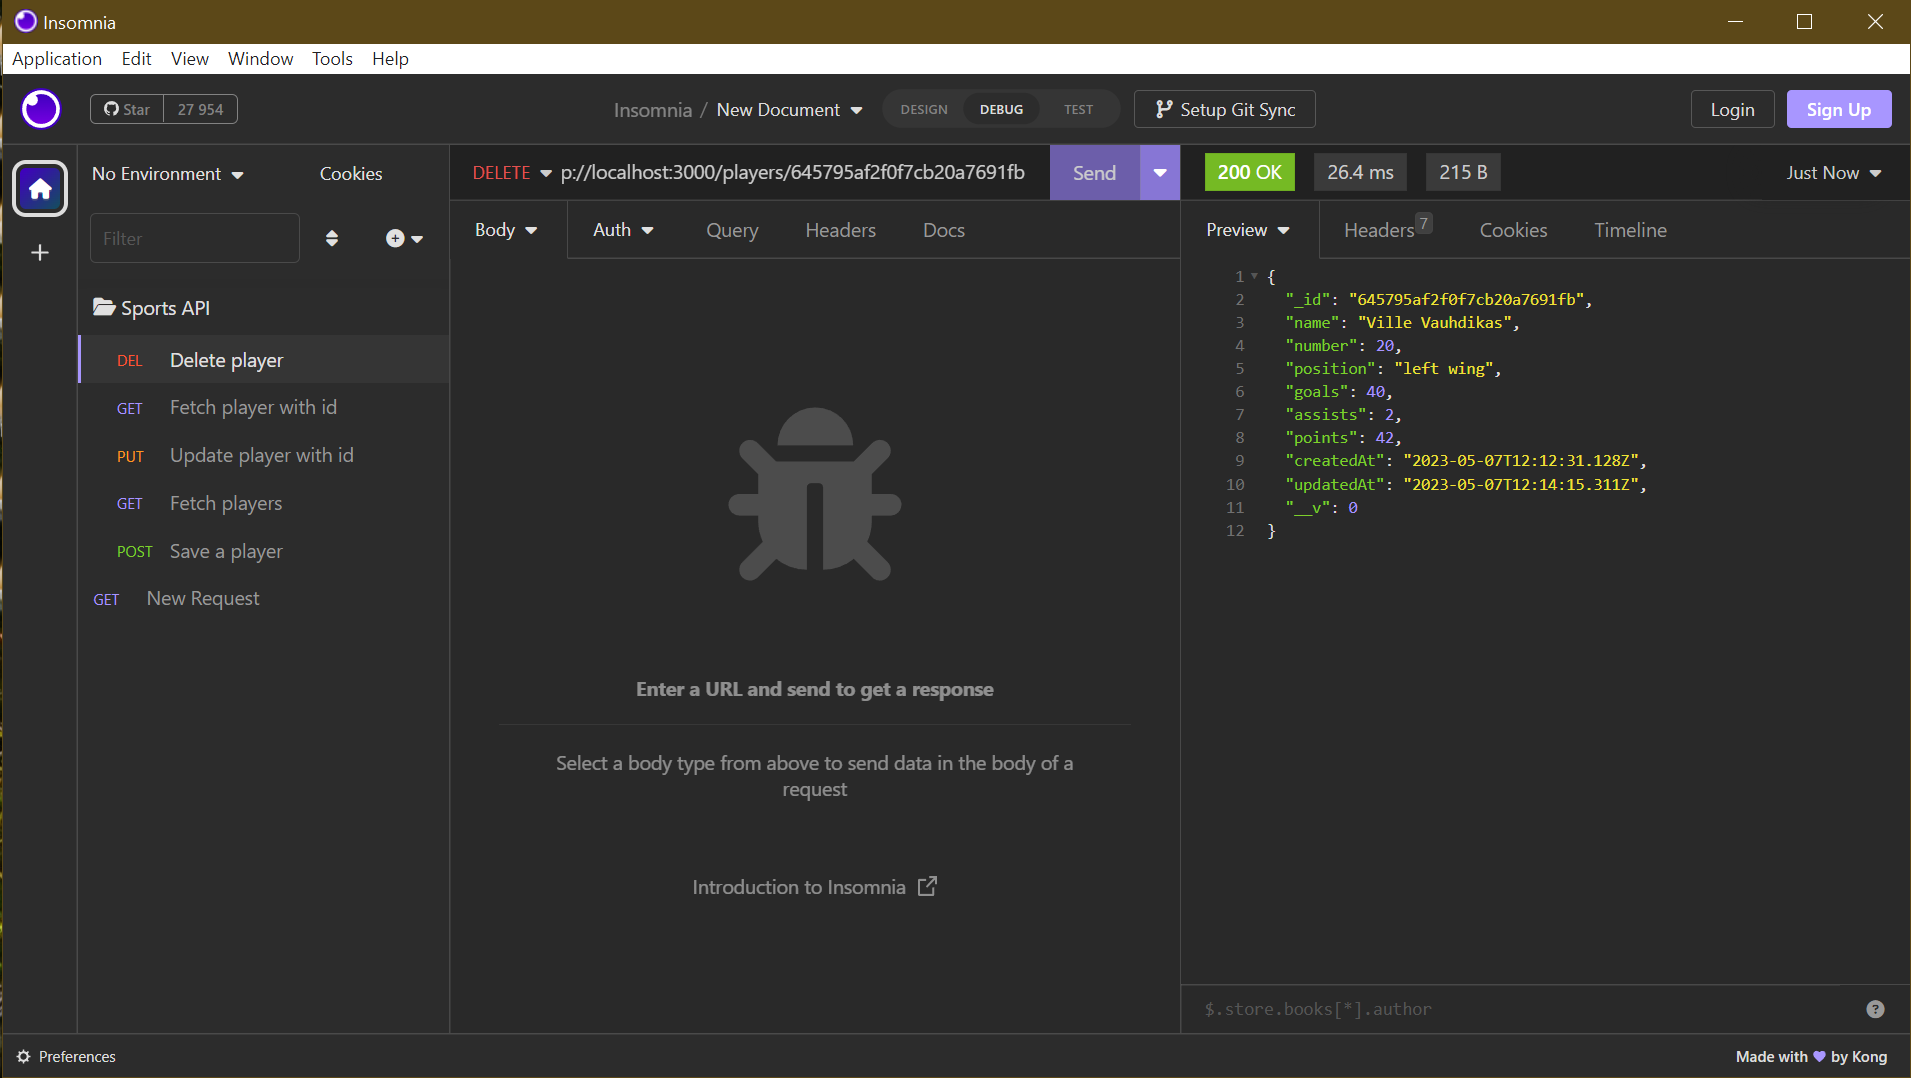 Insomnia
Application Edit View Window Tools Help
Star 27 954
Insomnia / New Document
DESIGN DEBUG TEST
Setup Git Sync
Login Sign Up
No Environment Cookies
DELETE p://localhost:3000/players/645795af2f0f7cb20a7691fb Send
200 OK 26.4 ms 215 B Just Now
Filter
Body Auth Query Headers Docs
Preview Headers 7 Cookies Timeline
Sports API
DEL Delete player
GET Fetch player with id
PUT Update player with id
GET Fetch players
POST Save a player
GET New Request
Enter a URL and send to get a response
Select a body type from above to send data in the body of a
request
Introduction to Insomnia
1 {
2 "_id": "645795af2f0f7cb20a7691fb",
3 "name": "Ville Vauhdikas",
4 "number": 20,
5 "position": "left wing",
6 "goals": 40,
7 "assists": 2,
8 "points": 42,
9 "createdAt": "2023-05-07T12:12:31.128Z",
10 "updatedAt": "2023-05-07T12:14:15.311Z",
11 "__v": 0
12 }
$.store.books[*].author ?
Preferences
Made with by Kong